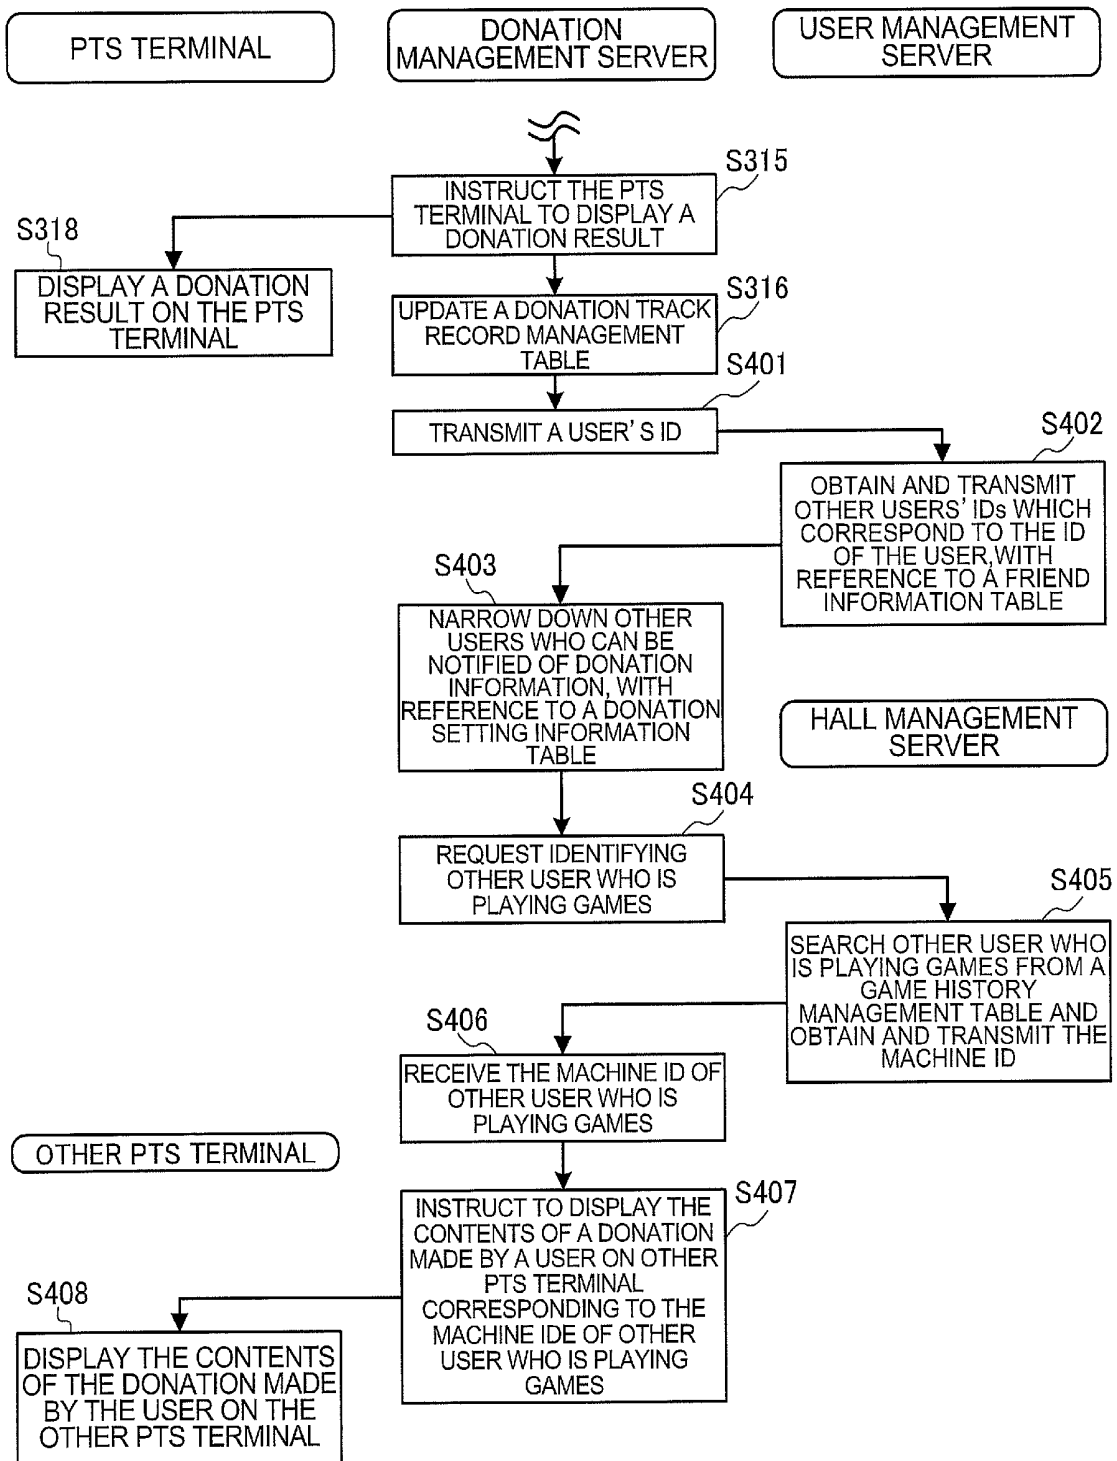 PTS TERMINAL
DONATION
MANAGEMENT SERVER
USER MANAGEMENT
SERVER
S315
INSTRUCT THE PTS
TERMINAL TO DISPLAY A
DONATION RESULT
S318
DISPLAY A DONATION
RESULT ON THE PTS
TERMINAL
S316
UPDATE A DONATION TRACK
RECORD MANAGEMENT
TABLE
S401
TRANSMIT A USER'S ID
S402
OBTAIN AND TRANSMIT
OTHER USERS' IDs WHICH
CORRESPOND TO THE ID
OF THE USER, WITH
REFERENCE TO A FRIEND
INFORMATION TABLE
S403
NARROW DOWN OTHER
USERS WHO CAN BE
NOTIFIED OF DONATION
INFORMATION, WITH
REFERENCE TO A DONATION
SETTING INFORMATION
TABLE
HALL MANAGEMENT
SERVER
S404
REQUEST IDENTIFYING
OTHER USER WHO IS
PLAYING GAMES
S405
SEARCH OTHER USER WHO
IS PLAYING GAMES FROM A
GAME HISTORY
MANAGEMENT TABLE AND
OBTAIN AND TRANSMIT THE
MACHINE ID
S406
RECEIVE THE MACHINE ID OF
OTHER USER WHO IS
PLAYING GAMES
OTHER PTS TERMINAL
S407
INSTRUCT TO DISPLAY THE
CONTENTS OF A DONATION
MADE BY A USER ON OTHER
PTS TERMINAL
CORRESPONDING TO THE
MACHINE IDE OF OTHER
USER WHO IS PLAYING
GAMES
S408
DISPLAY THE CONTENTS
OF THE DONATION MADE
BY THE USER ON THE
OTHER PTS TERMINAL